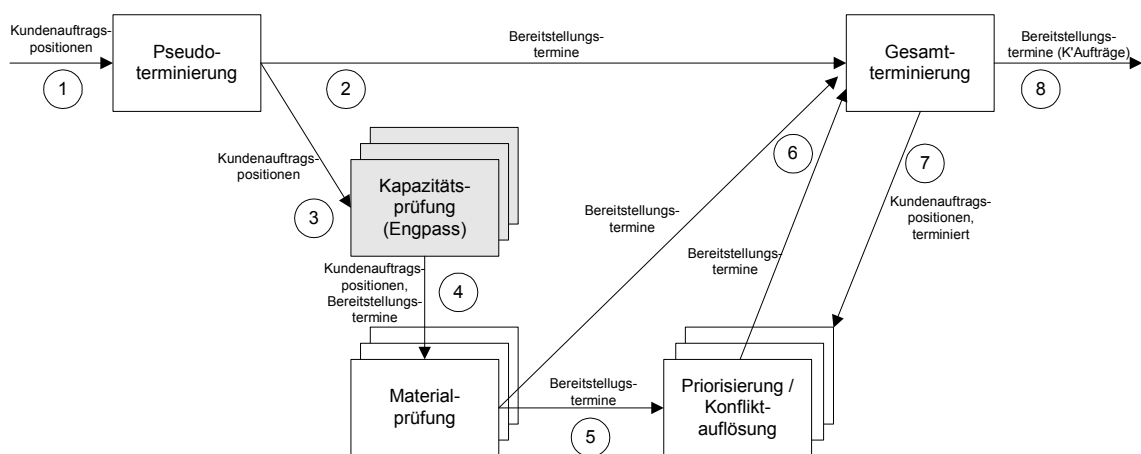 Kundenauftrags-
positionen
1
Pseudo-
terminierung
Bereitstellungs-
termine
2
Gesamt-
terminierung
Bereitstellungs-
termine (K'Aufträge)
8
Kundenauftrags-
positionen
3
Kapazitäts-
prüfung
(Engpass)
6
7
Kundenauftrags-
positionen,
terminiert
Bereitstellungs-
termine
Bereitstellungs-
termine
Kundenauftrags-
positionen,
Bereitstellungs-
termine
4
Material-
prüfung
Bereitstellugs-
termine
5
Priorisierung /
Konflikt-
auflösung